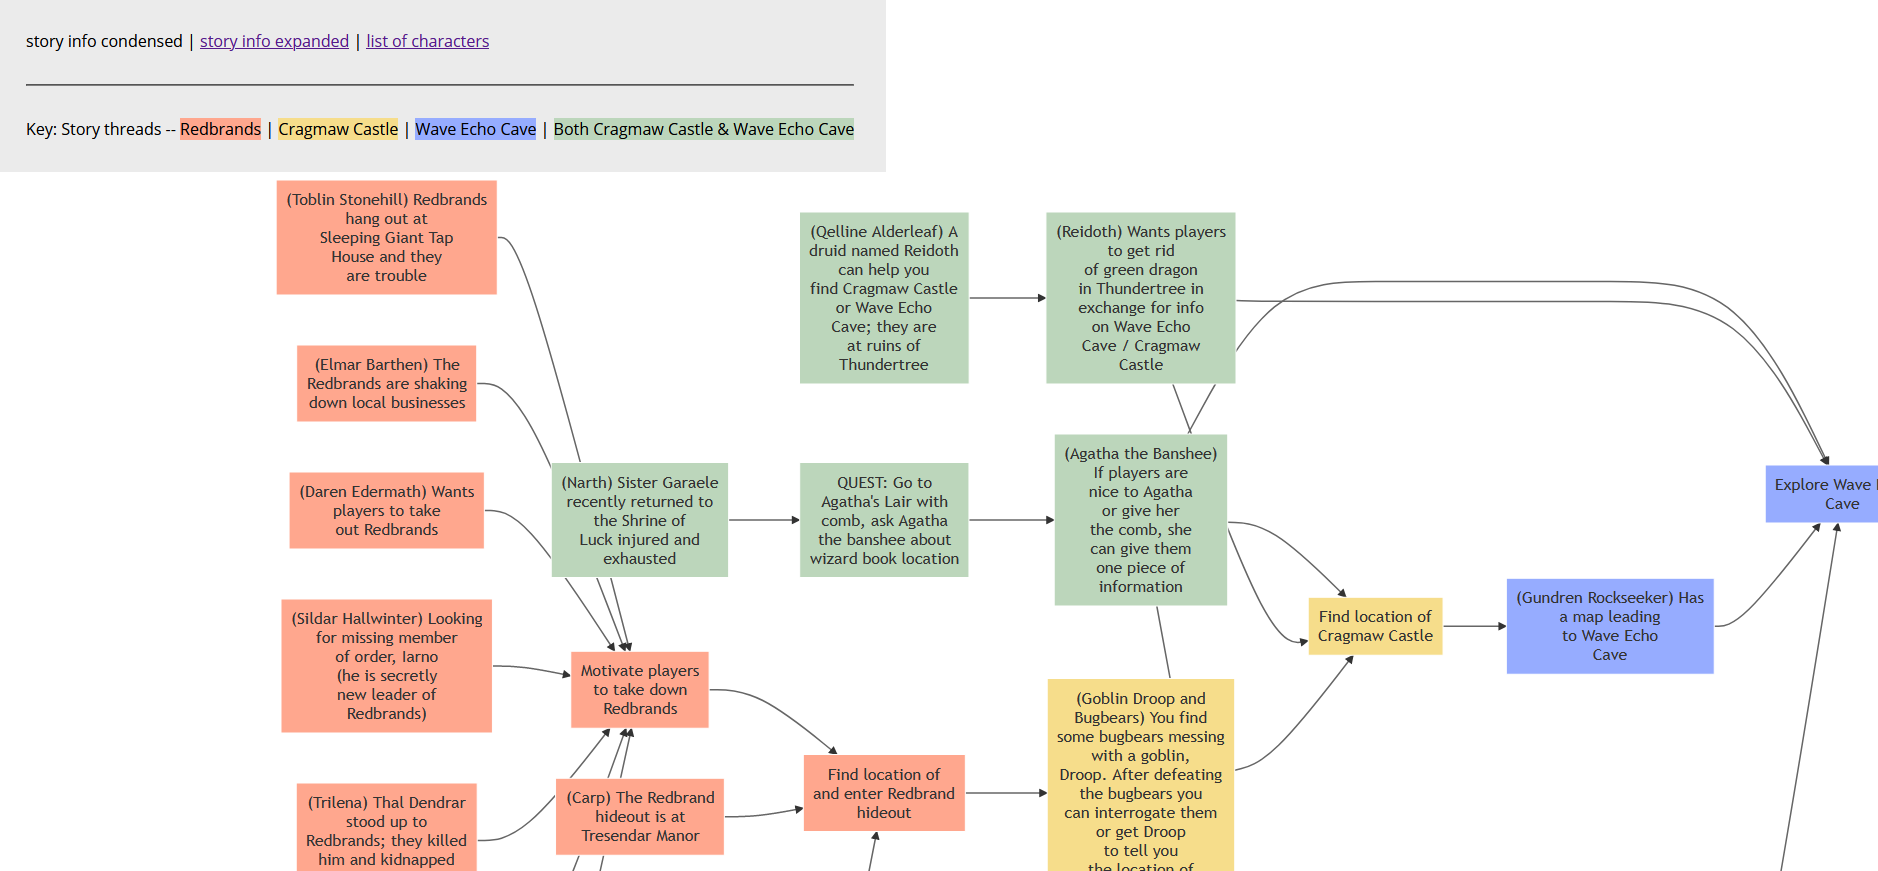 story info condensed | story info expanded | list of characters
Key: Story threads -- Redbrands | Cragmaw Castle | Wave Echo Cave | Both Cragmaw Castle & Wave Echo Cave
(Toblin Stonehill) Redbrands
hang out at
Sleeping Giant Tap
House and they
are trouble
(Qelline Alderleaf) A
druid named Reidoth
can help you
find Cragmaw Castle
or Wave Echo
Cave; they are
at ruins of
Thundertree
(Reidoth) Wants players
to get rid
of green dragon
in Thundertree in
exchange for info
on Wave Echo
Cave / Cragmaw
Castle
(Elmar Barthen) The
Redbrands are shaking
down local businesses
(Daren Edermath) Wants
players to take
out Redbrands
(Narth) Sister Garaele
recently returned to
the Shrine of
Luck injured and
exhausted
QUEST: Go to
Agatha's Lair with
comb, ask Agatha
the banshee about
wizard book location
(Agatha the Banshee)
If players are
nice to Agatha
or give her
the comb, she
can give them
one piece of
information
Explore Wave
Cave
(Sildar Hallwinter) Looking
for missing member
of order, Iarno
(he is secretly
new leader of
Redbrands)
Motivate players
to take down
Redbrands
Find location of
Cragmaw Castle
(Gundren Rockseeker) Has
a map leading
to Wave Echo
Cave
(Trilena) Thal Dendrar
stood up to
Redbrands; they killed
him and kidnapped
(Carp) The Redbrand
hideout is at
Tresendar Manor
Find location of
and enter Redbrand
hideout
(Goblin Droop and
Bugbears) You find
some bugbears messing
with a goblin,
Droop. After defeating
the bugbears you
can interrogate them
or get Droop
to tell you
the location of